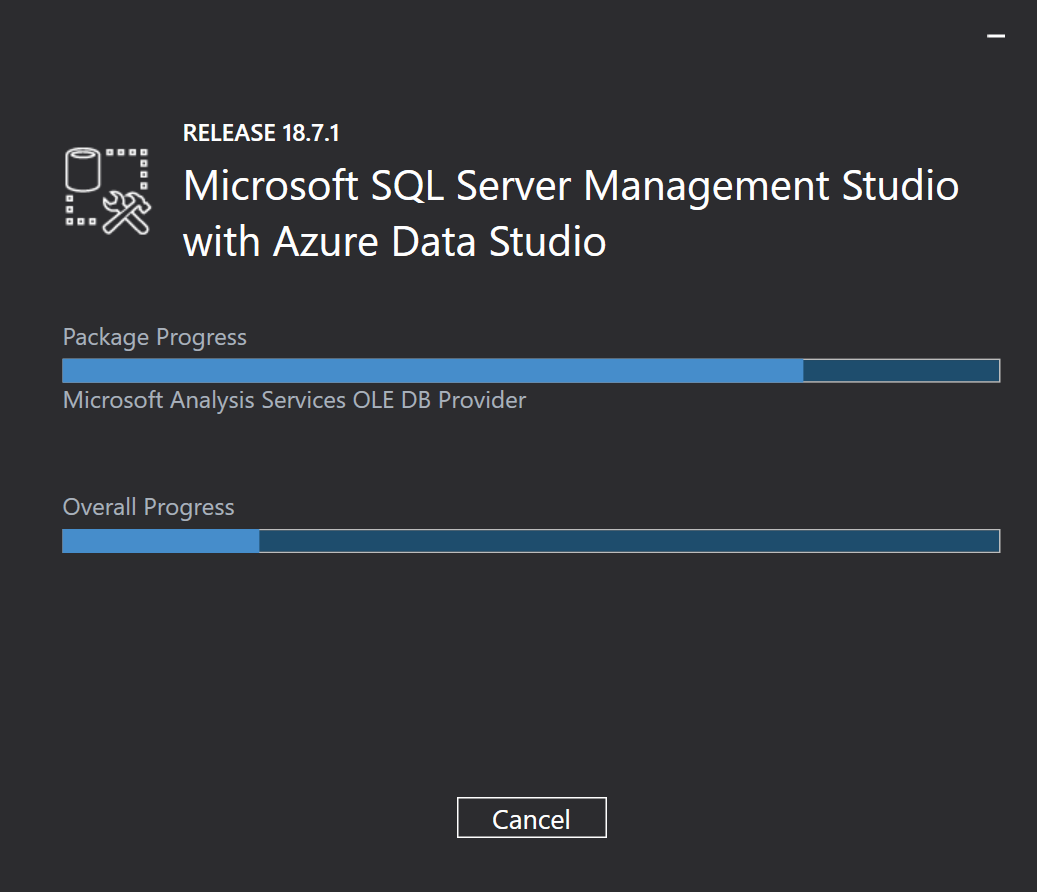 RELEASE 18.7.1
Microsoft SQL Server Management Studio
with Azure Data Studio
Package Progress
Microsoft Analysis Services OLE DB Provider
Overall Progress
Cancel